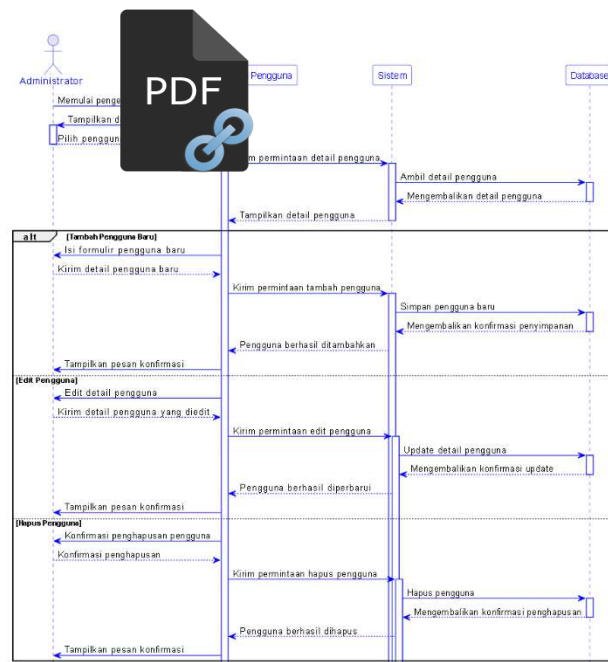 PDF
Administrator
Pengguna
Sistem
Database
Memulai
Tampilkan
Pilih
permintaan detail pengguna
Ambil detail pengguna
Mengembalikan detail pengguna
Tampilkan detail pengguna
alt [Tambah Pengguna Baru]
Isi formulir pengguna baru
Kirim detail pengguna baru
Kirim permintaan tambah pengguna
Simpan pengguna baru
Mengembalikan konfirmasi penyimpanan
Pengguna berhasil ditambahkan
Tampilkan pesan konfirmasi
[Edit Pengguna]
Edit detail pengguna
Kirim detail pengguna yang diedit
Kirim permintaan edit pengguna
Update detail pengguna
Mengembalikan konfirmasi update
Pengguna berhasil diperbarui
Tampilkan pesan konfirmasi
[Hapus Pengguna]
Konfirmasi penghapusan pengguna
Konfirmasi penghapusan
Kirim permintaan hapus pengguna
Hapus pengguna
Mengembalikan konfirmasi penghapusan
Pengguna berhasil dihapus
Tampilkan pesan konfirmasi